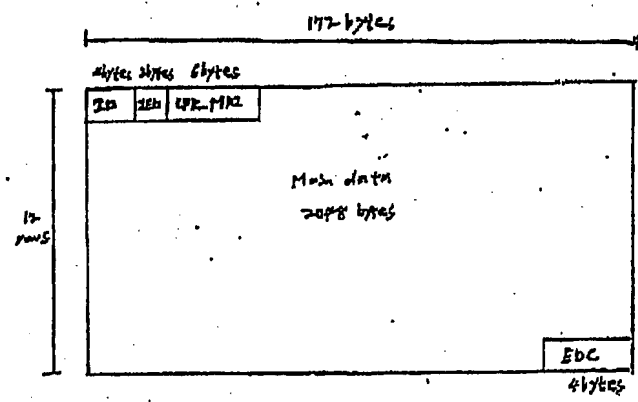 172 bytes
4bytes 2bytes 6bytes
ID IED CPR_MAI
Main data
2048 bytes
12
rows
EDC
4bytes